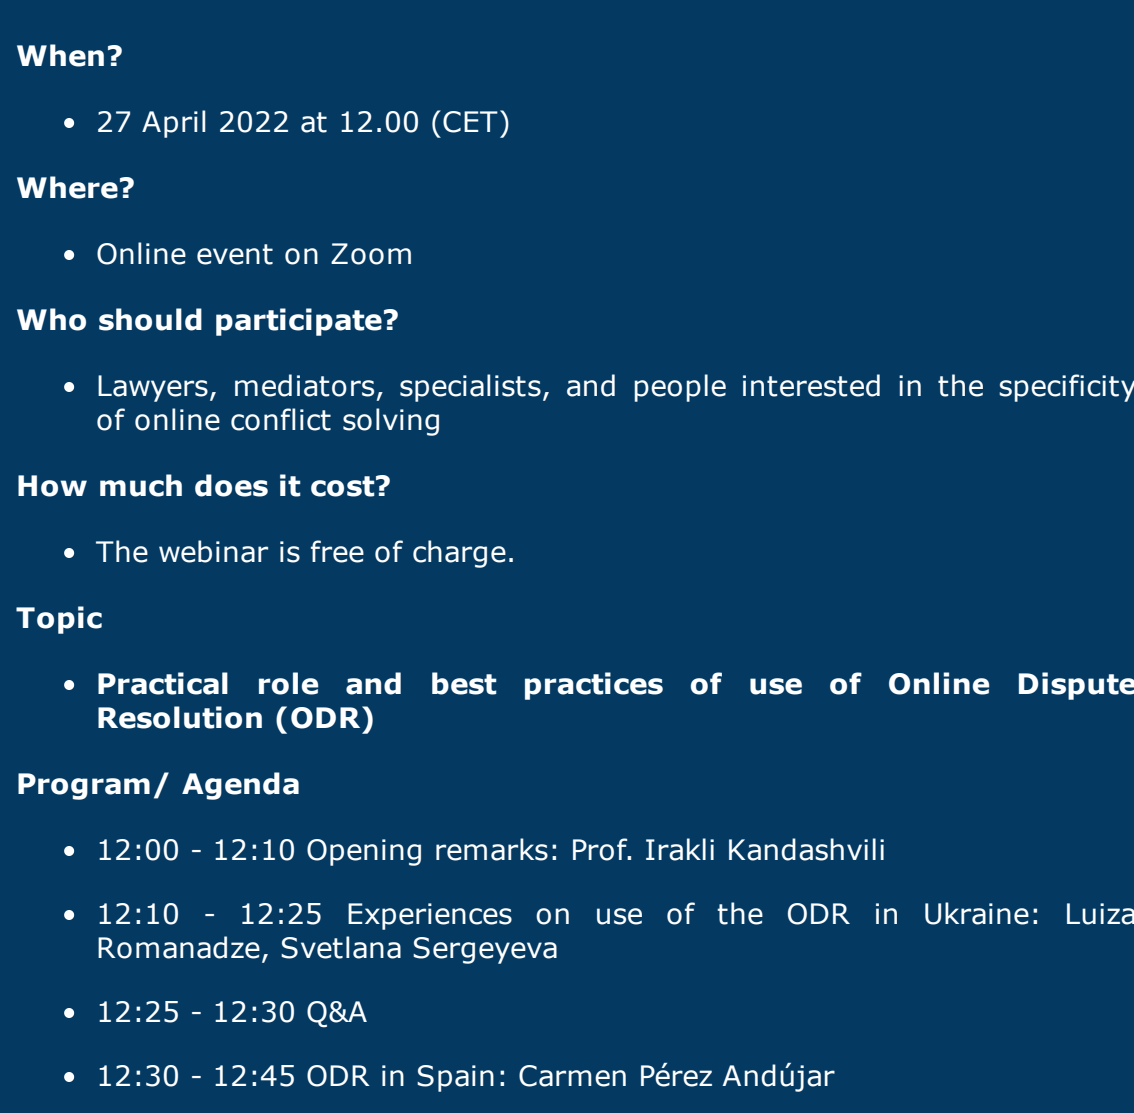 When?
• 27 April 2022 at 12.00 (CET)
Where?
• Online event on Zoom
Who should participate?
• Lawyers, mediators, specialists, and people interested in the specificity
of online conflict solving
How much does it cost?
• The webinar is free of charge.
Topic
• Practical role and best practices of use of Online Dispute
Resolution (ODR)
Program/ Agenda
• 12:00 - 12:10 Opening remarks: Prof. Irakli Kandashvili
• 12:10 - 12:25 Experiences on use of the ODR in Ukraine: Luiza
Romanadze, Svetlana Sergeyeva
• 12:25 - 12:30 Q&A
• 12:30 - 12:45 ODR in Spain: Carmen Pérez Andújar